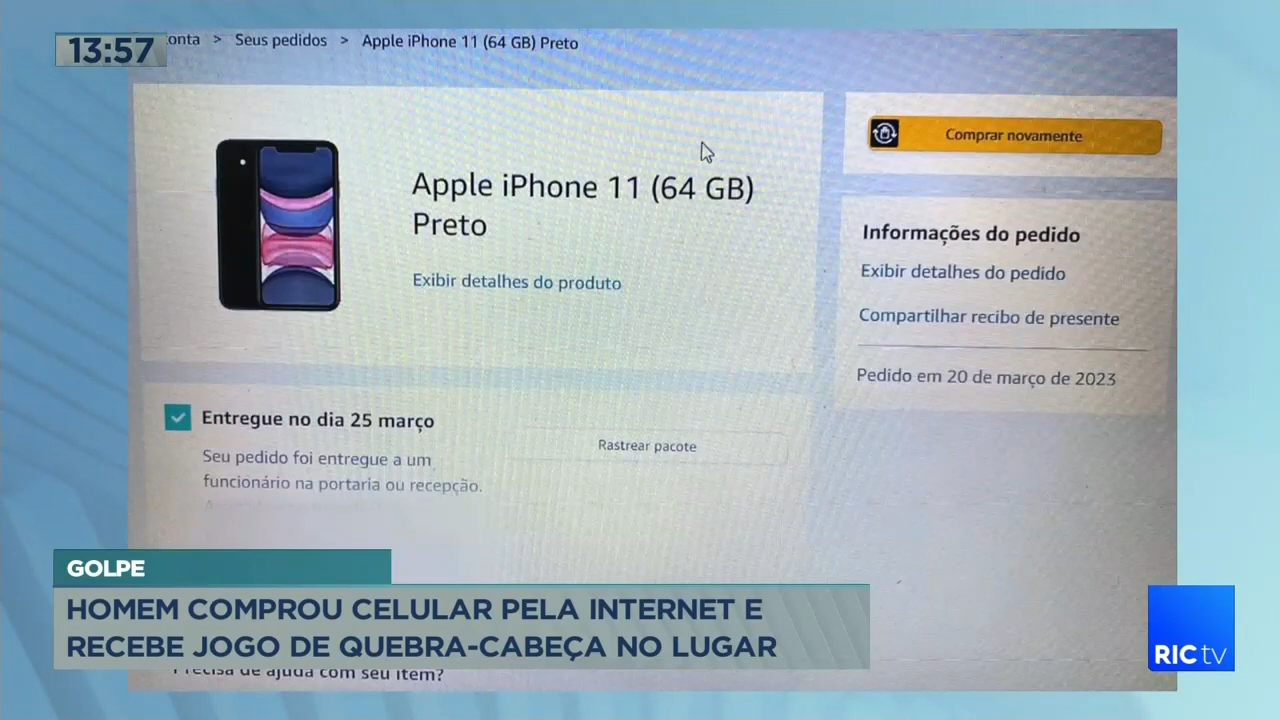 13:57
onta > Seus pedidos > Apple iPhone 11 (64 GB) Preto
Apple iPhone 11 (64 GB)
Preto
Exibir detalhes do produto
Comprar novamente
Informações do pedido
Exibir detalhes do pedido
Compartilhar recibo de presente
Pedido em 20 de março de 2023
Entregue no dia 25 março
Seu pedido foi entregue a um
funcionário na portaria ou recepção.
Rastrear pacote
GOLPE
HOMEM COMPROU CELULAR PELA INTERNET E
RECEBE JOGO DE QUEBRA-CABEÇA NO LUGAR
Precisa de ajuda com seu item?
RIC tv